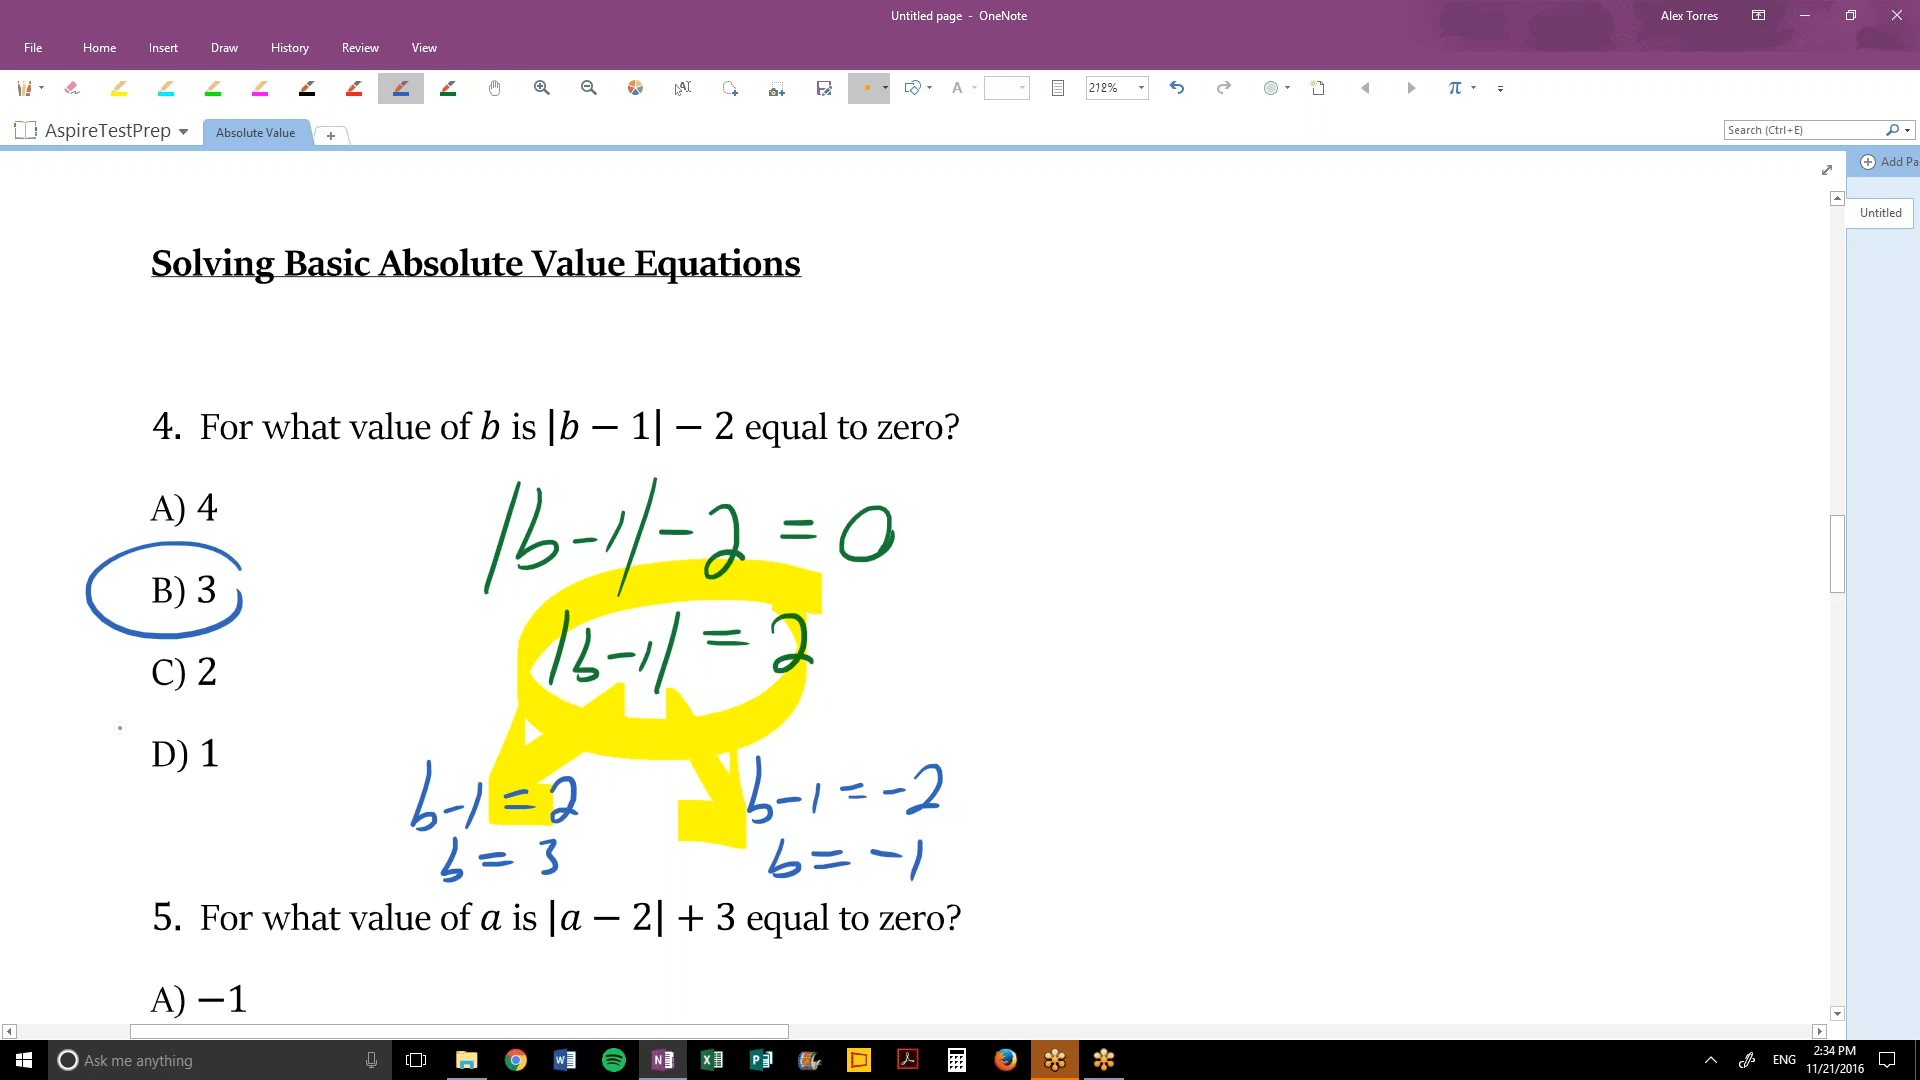 Untitled page - OneNote
Alex Torres
File Home Insert Draw History Review View
A 212% π
AspireTestPrep Absolute Value Search (Ctrl+E)
Add Pa
Untitled
Solving Basic Absolute Value Equations
4. For what value of b is |b − 1| − 2 equal to zero?
A) 4
|b-1|-2 = 0
B) 3
|b-1| = 2
C) 2
D) 1
b-1 = 2 b-1 = -2
b = 3 b = -1
5. For what value of a is |a − 2| + 3 equal to zero?
A) −1
Ask me anything
ENG
2:34 PM
11/21/2016